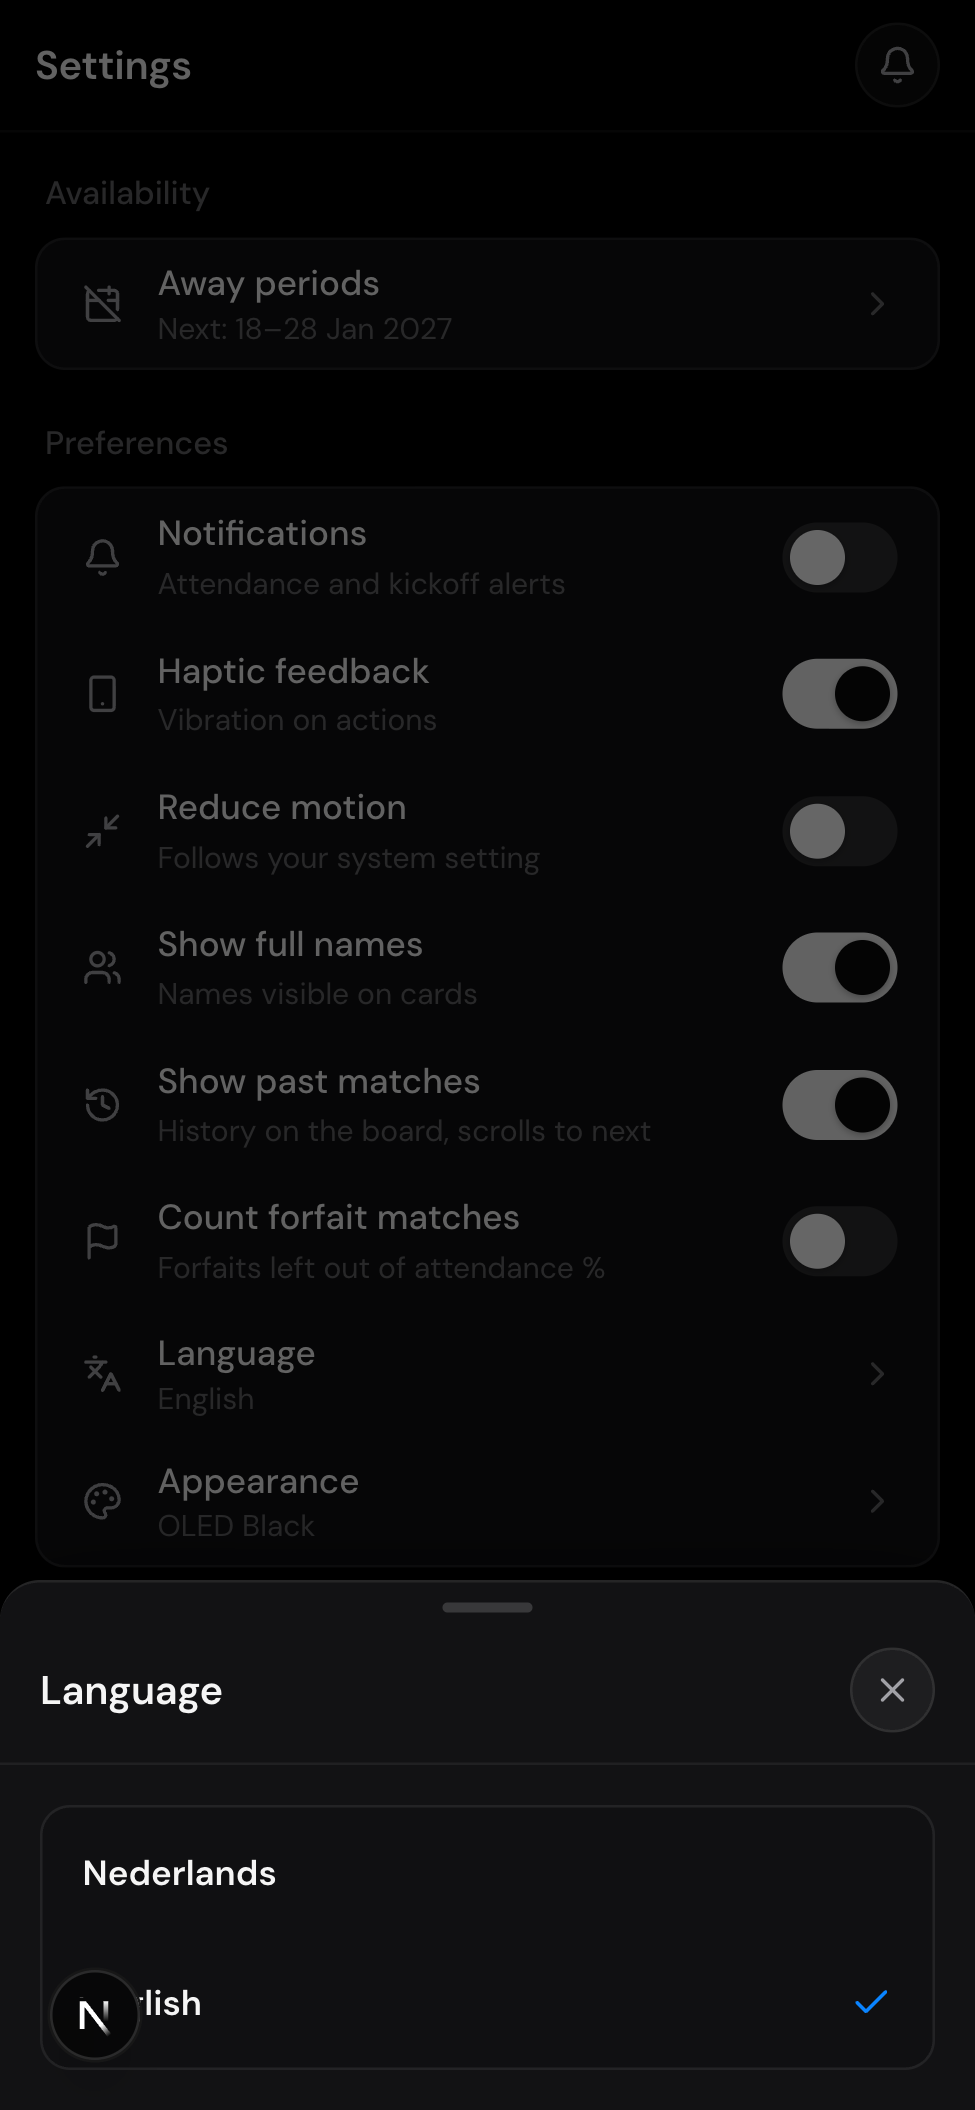 Settings
Availability
Away periods
Next: 18–28 Jan 2027
Preferences
Notifications
Attendance and kickoff alerts
Haptic feedback
Vibration on actions
Reduce motion
Follows your system setting
Show full names
Names visible on cards
Show past matches
History on the board, scrolls to next
Count forfait matches
Forfaits left out of attendance %
Language
English
Appearance
OLED Black
Language
Nederlands
lish
N